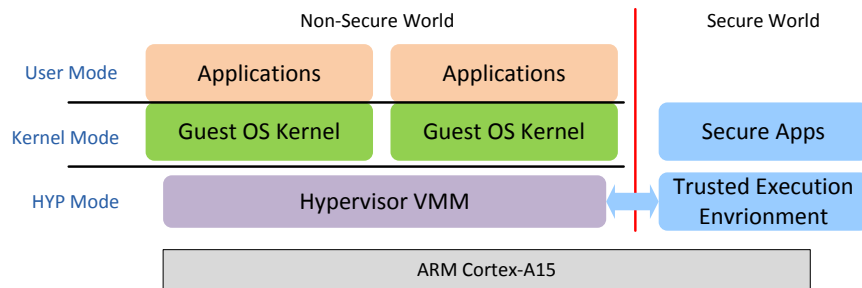 Non-Secure World
Secure World
User Mode
Applications
Applications
Kernel Mode
Guest OS Kernel
Guest OS Kernel
Secure Apps
HYP Mode
Hypervisor VMM
Trusted Execution
Envrionment
ARM Cortex-A15